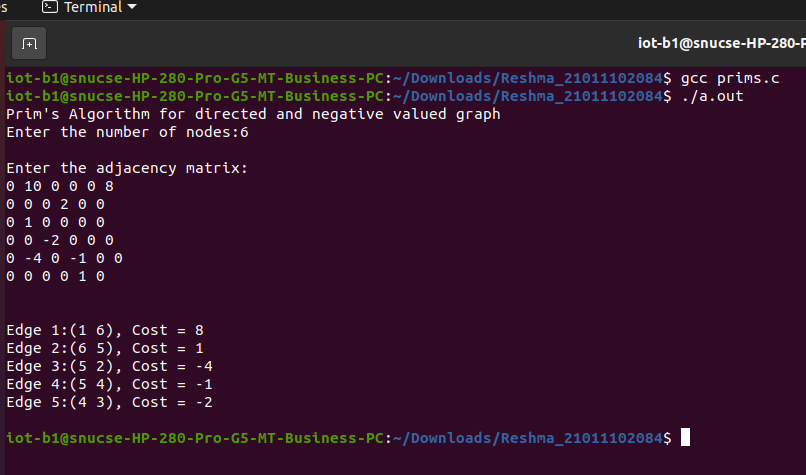 s Terminal
iot-b1@snucse-HP-280-P
iot-b1@snucse-HP-280-Pro-G5-MT-Business-PC:~/Downloads/Reshma_21011102084$ gcc prims.c
iot-b1@snucse-HP-280-Pro-G5-MT-Business-PC:~/Downloads/Reshma_21011102084$ ./a.out
Prim's Algorithm for directed and negative valued graph
Enter the number of nodes:6
Enter the adjacency matrix:
0 10 0 0 0 8
0 0 0 2 0 0
0 1 0 0 0 0
0 0 -2 0 0 0
0 -4 0 -1 0 0
0 0 0 0 1 0
Edge 1:(1 6), Cost = 8
Edge 2:(6 5), Cost = 1
Edge 3:(5 2), Cost = -4
Edge 4:(5 4), Cost = -1
Edge 5:(4 3), Cost = -2
iot-b1@snucse-HP-280-Pro-G5-MT-Business-PC:~/Downloads/Reshma_21011102084$